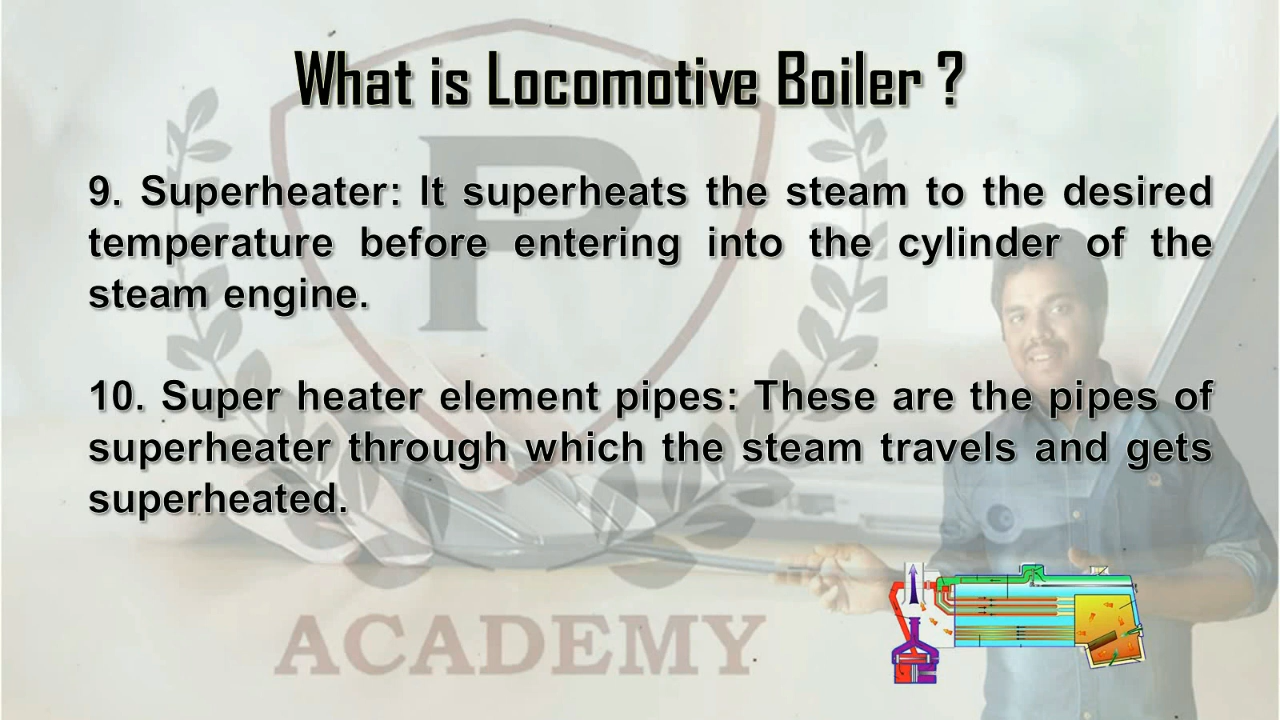 What is Locomotive Boiler ?
9. Superheater: It superheats the steam to the desired
temperature before entering into the cylinder of the
steam engine.
10. Super heater element pipes: These are the pipes of
superheater through which the steam travels and gets
superheated.
P
ACADEMY